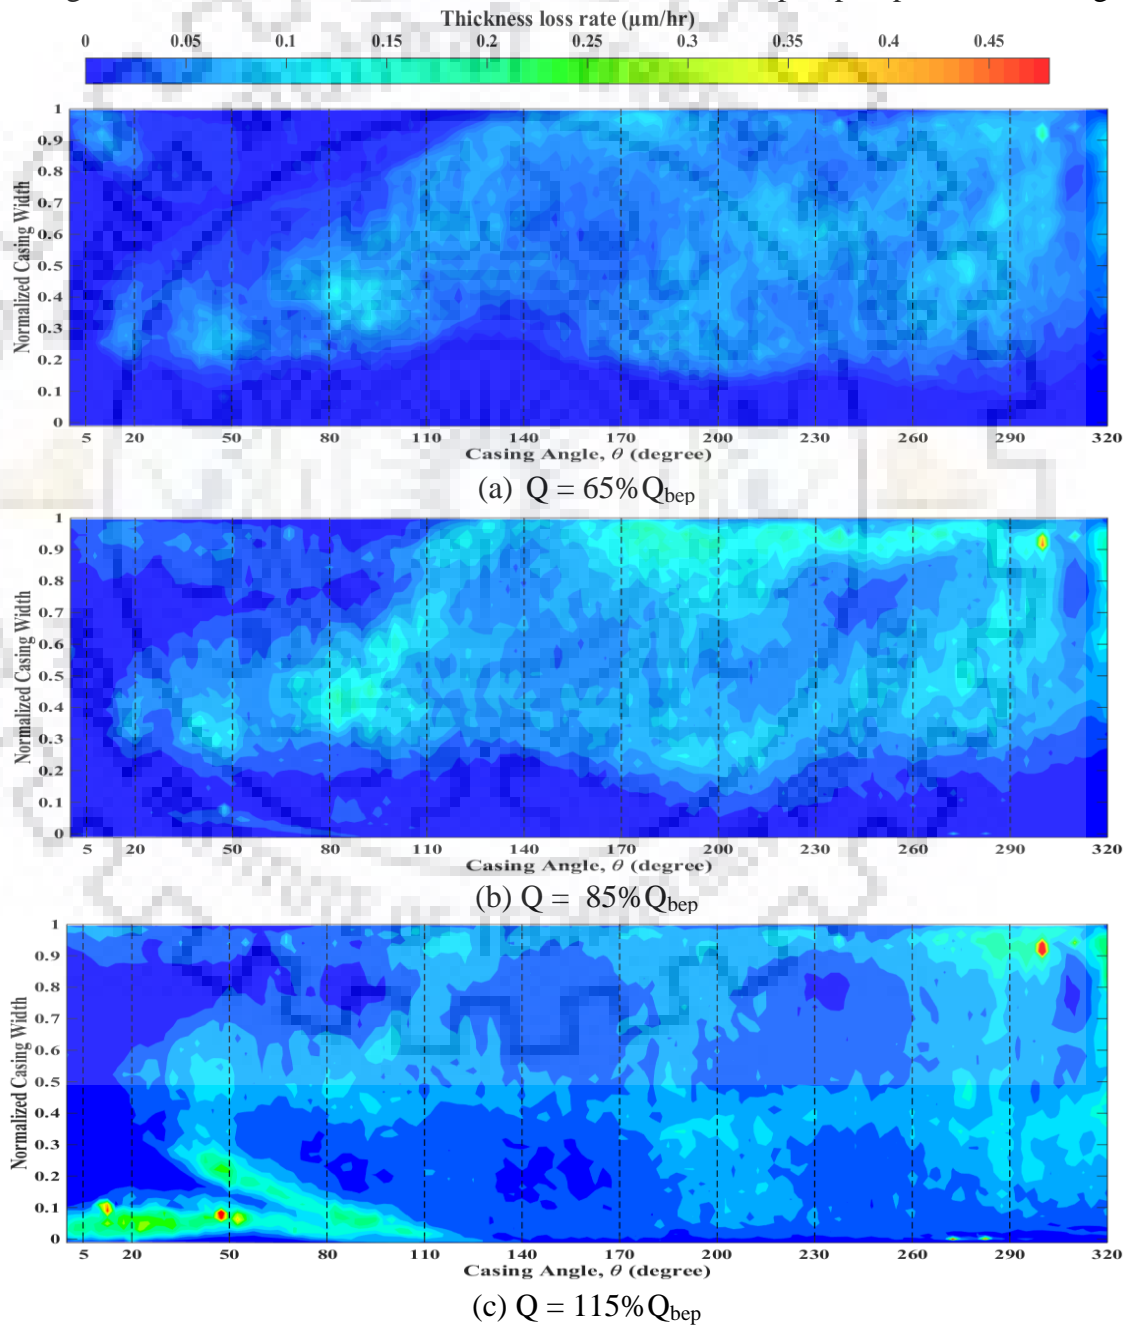 Thickness loss rate (µm/hr)
0 0.05 0.1 0.15 0.2 0.25 0.3 0.35 0.4 0.45
1
0.9
0.8
0.7
0.6
0.5
0.4
0.3
0.2
0.1
0
Normalized Casing Width
5 20 50 80 110 140 170 200 230 260 290 320
Casing Angle, θ (degree)
(a) Q = 65%Qbep
1
0.9
0.8
0.7
0.6
0.5
0.4
0.3
0.2
0.1
0
Normalized Casing Width
5 20 50 80 110 140 170 200 230 260 290 320
Casing Angle, θ (degree)
(b) Q = 85%Qbep
1
0.9
0.8
0.7
0.6
0.5
0.4
0.3
0.2
0.1
0
Normalized Casing Width
5 20 50 80 110 140 170 200 230 260 290 320
Casing Angle, θ (degree)
(c) Q = 115%Qbep